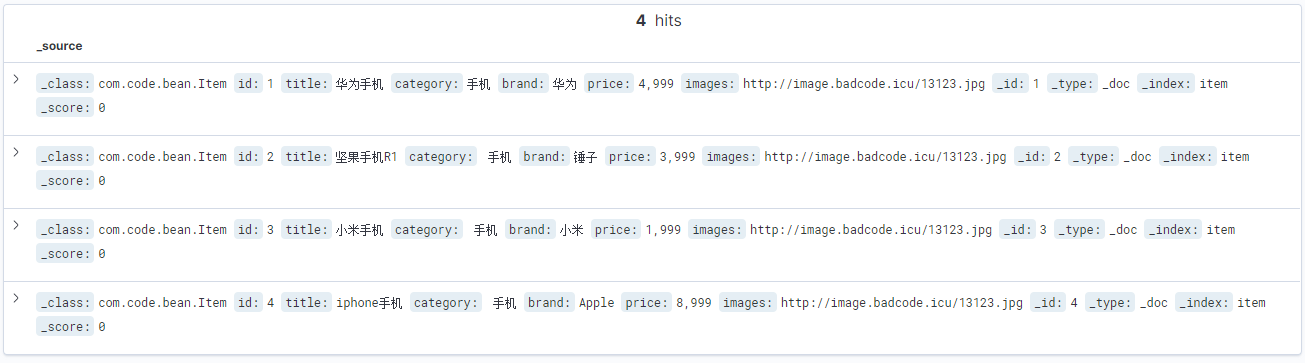 4 hits
_source
_class: com.code.bean.Item id: 1 title: 华为手机 category: 手机 brand: 华为 price: 4,999 images: http://image.badcode.icu/13123.jpg _id: 1 _type: _doc _index: item
_score: 0
_class: com.code.bean.Item id: 2 title: 坚果手机R1 category: 手机 brand: 锤子 price: 3,999 images: http://image.badcode.icu/13123.jpg _id: 2 _type: _doc _index: item
_score: 0
_class: com.code.bean.Item id: 3 title: 小米手机 category: 手机 brand: 小米 price: 1,999 images: http://image.badcode.icu/13123.jpg _id: 3 _type: _doc _index: item
_score: 0
_class: com.code.bean.Item id: 4 title: iphone手机 category: 手机 brand: Apple price: 8,999 images: http://image.badcode.icu/13123.jpg _id: 4 _type: _doc _index: item
_score: 0